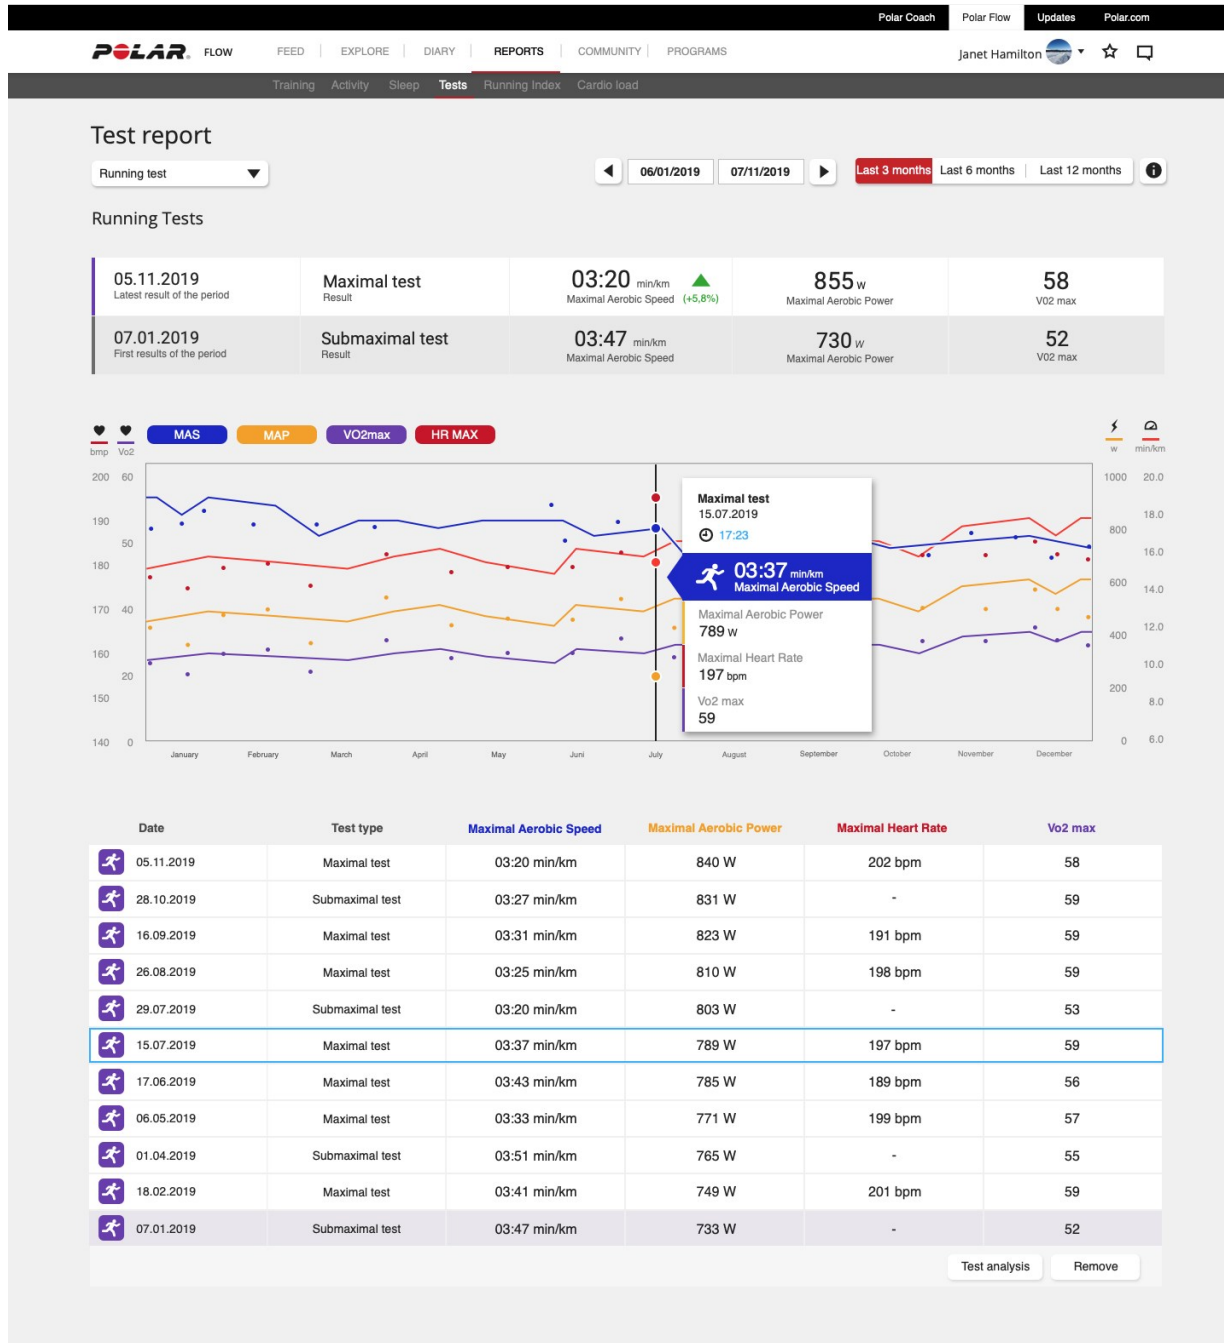 Polar Coach Polar Flow Updates Polar.com
POLAR. FLOW FEED EXPLORE DIARY REPORTS COMMUNITY PROGRAMS Janet Hamilton
Training Activity Sleep Tests Running Index Cardio load
Test report
Running test 06/01/2019 07/11/2019 Last 3 months Last 6 months Last 12 months
Running Tests
05.11.2019 Maximal test 03:20 min/km 855 w 58
Latest result of the period Result Maximal Aerobic Speed (+5,8%) Maximal Aerobic Power V02 max
07.01.2019 Submaximal test 03:47 min/km 730 w 52
First results of the period Result Maximal Aerobic Speed Maximal Aerobic Power V02 max
MAS MAP VO2max HR MAX
bmp Vo2 w min/km
200 60 1000 20.0
190 18.0
800
50 16.0
180
600 14.0
170 40
12.0
400
160 10.0
20
200
150 8.0
140 0 0 6.0
Maximal test
15.07.2019
17:23
03:37 min/km
Maximal Aerobic Speed
Maximal Aerobic Power
789 w
Maximal Heart Rate
197 bpm
Vo2 max
59
January February March April May Juni July August September October November December
Date Test type Maximal Aerobic Speed Maximal Aerobic Power Maximal Heart Rate Vo2 max
05.11.2019 Maximal test 03:20 min/km 840 W 202 bpm 58
28.10.2019 Submaximal test 03:27 min/km 831 W - 59
16.09.2019 Maximal test 03:31 min/km 823 W 191 bpm 59
26.08.2019 Maximal test 03:25 min/km 810 W 198 bpm 59
29.07.2019 Submaximal test 03:20 min/km 803 W - 53
15.07.2019 Maximal test 03:37 min/km 789 W 197 bpm 59
17.06.2019 Maximal test 03:43 min/km 785 W 189 bpm 56
06.05.2019 Maximal test 03:33 min/km 771 W 199 bpm 57
01.04.2019 Submaximal test 03:51 min/km 765 W - 55
18.02.2019 Maximal test 03:41 min/km 749 W 201 bpm 59
07.01.2019 Submaximal test 03:47 min/km 733 W - 52
Test analysis Remove